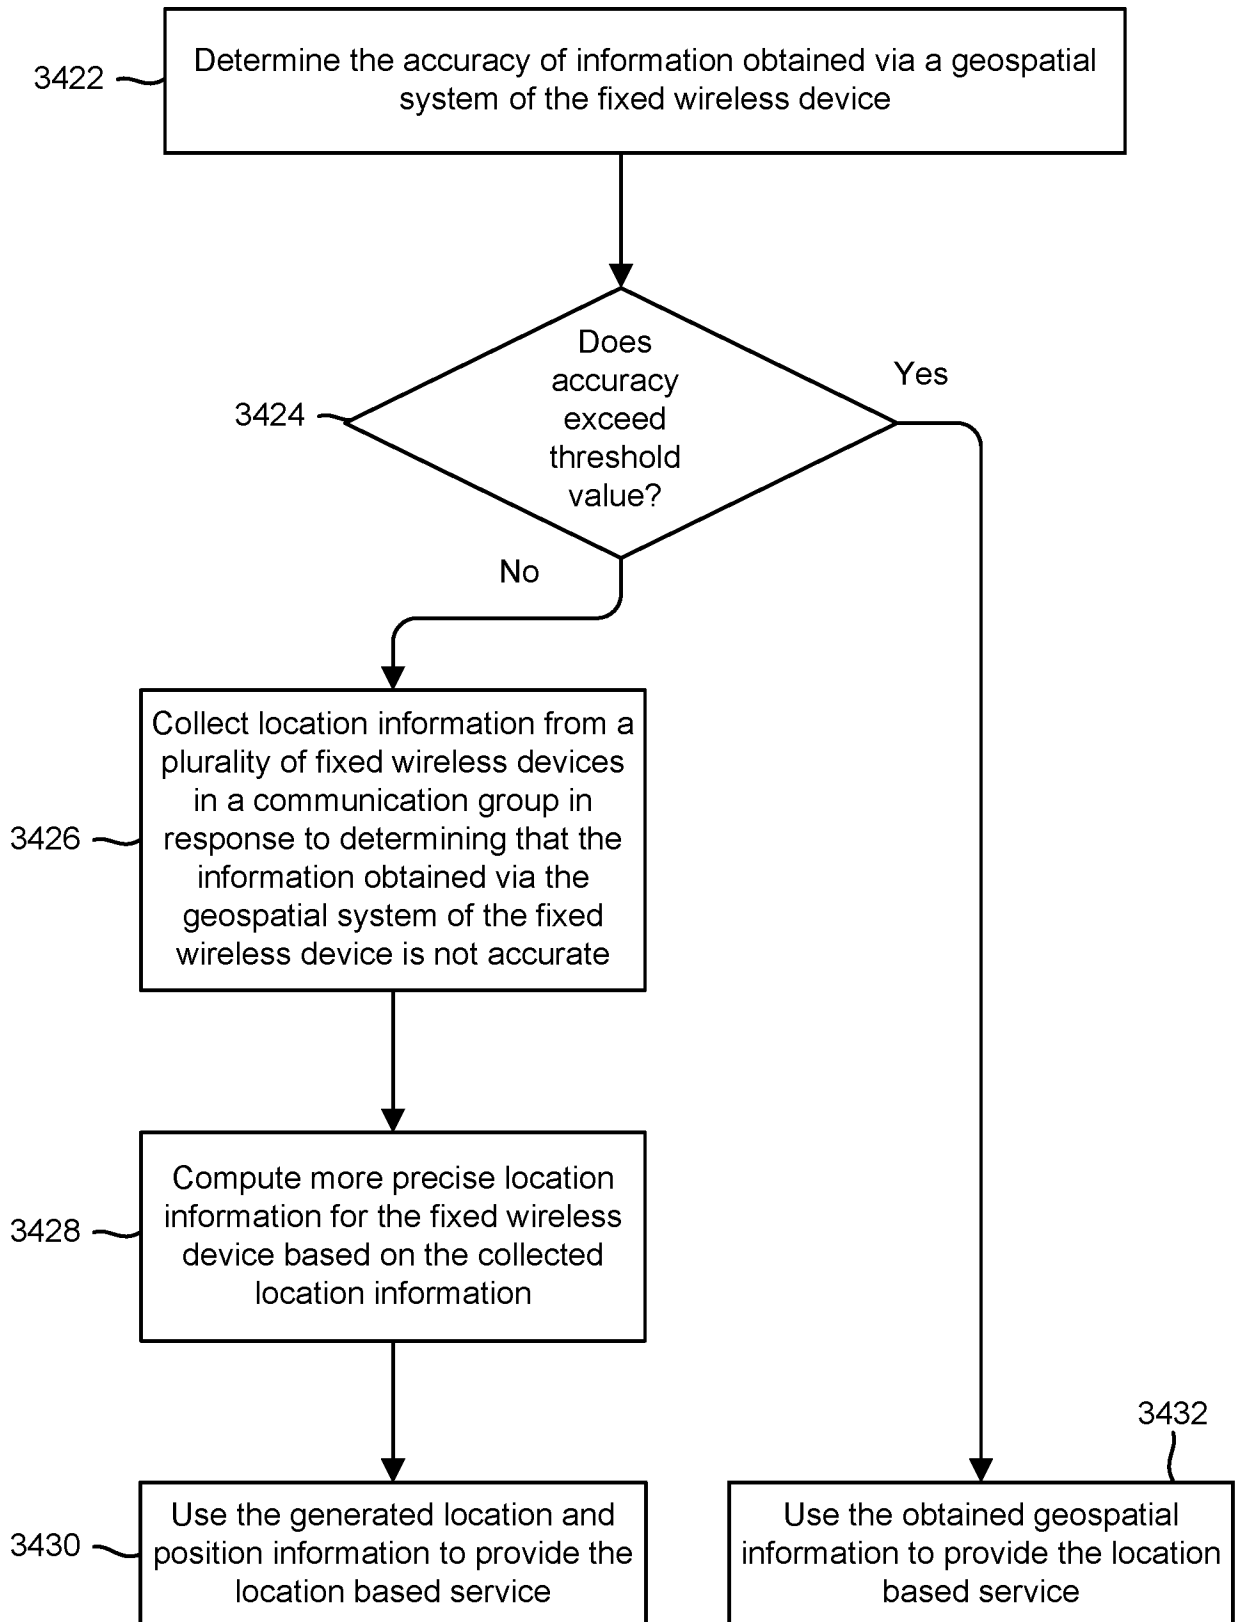 3422
Determine the accuracy of information obtained via a geospatial
system of the fixed wireless device
3424
Does
accuracy
exceed
threshold
value?
Yes
No
3426
Collect location information from a
plurality of fixed wireless devices
in a communication group in
response to determining that the
information obtained via the
geospatial system of the fixed
wireless device is not accurate
3428
Compute more precise location
information for the fixed wireless
device based on the collected
location information
3430
Use the generated location and
position information to provide the
location based service
3432
Use the obtained geospatial
information to provide the location
based service